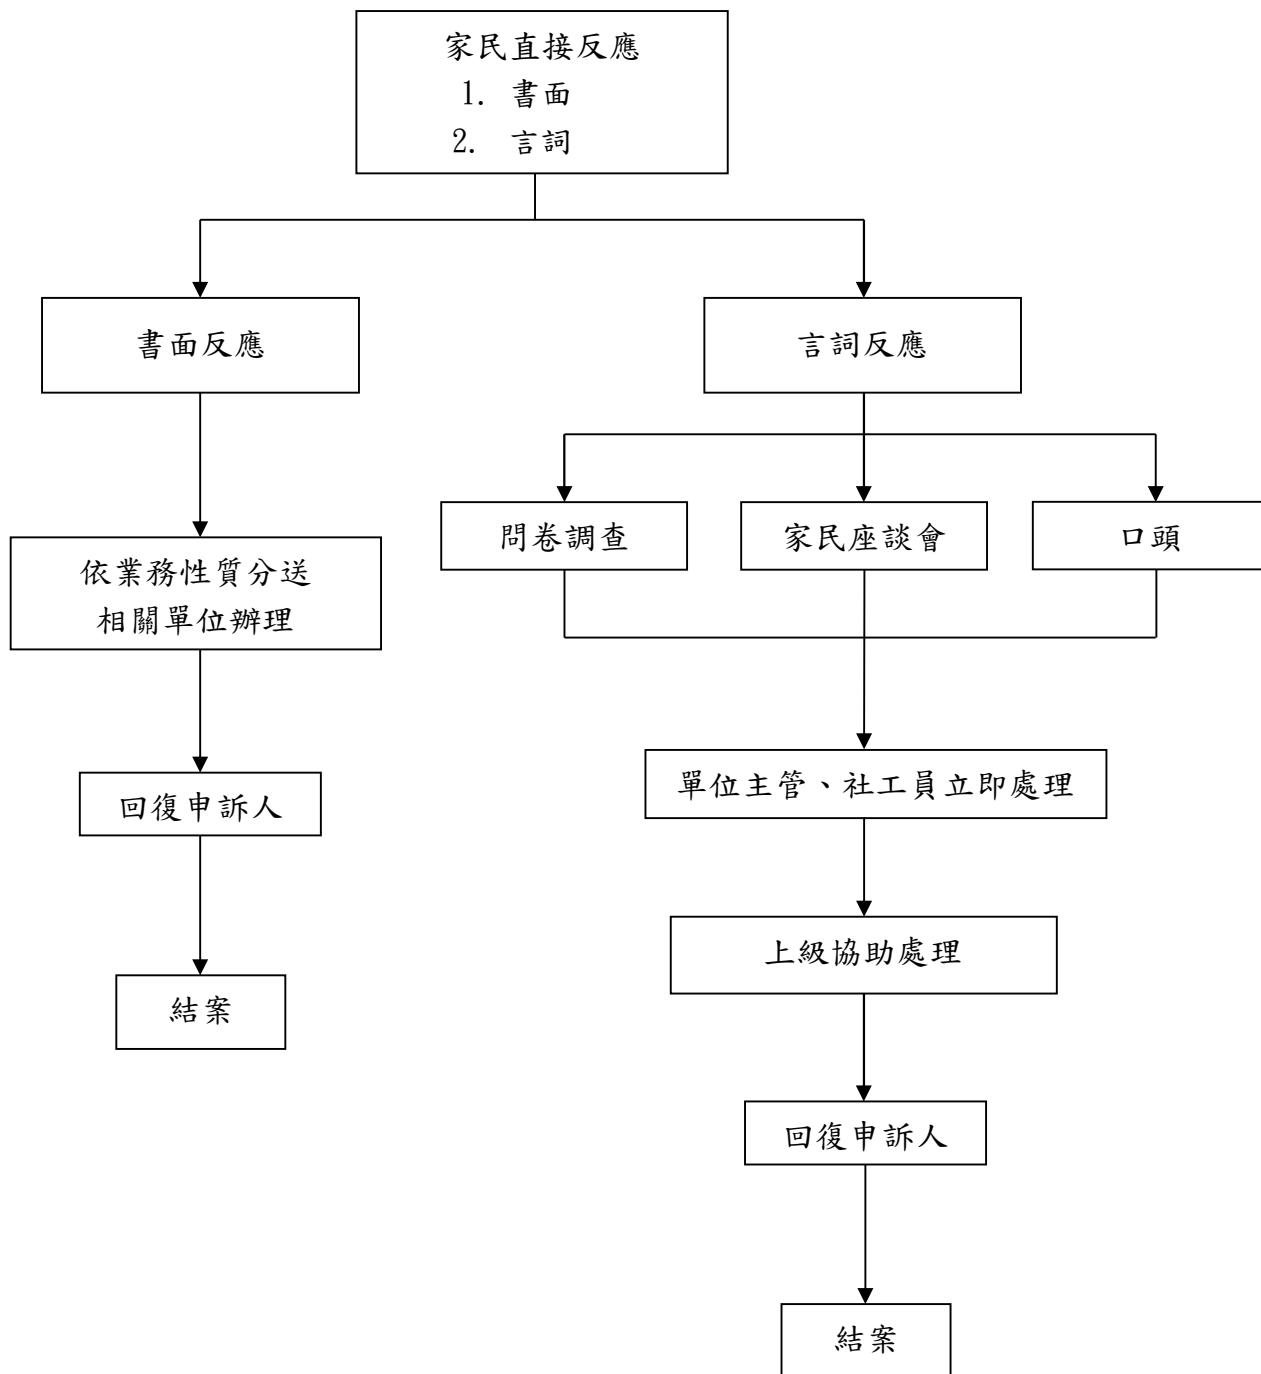 家民直接反應
1. 書面
2. 言詞
書面反應
言詞反應
問卷調查
家民座談會
口頭
依業務性質分送
相關單位辦理
單位主管、社工員立即處理
回復申訴人
上級協助處理
結案
回復申訴人
結案